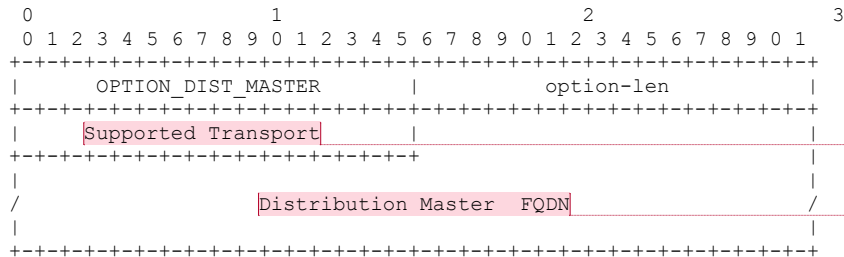 0                   1                   2                   3
0 1 2 3 4 5 6 7 8 9 0 1 2 3 4 5 6 7 8 9 0 1 2 3 4 5 6 7 8 9 0 1
+-+-+-+-+-+-+-+-+-+-+-+-+-+-+-+-+-+-+-+-+-+-+-+-+-+-+-+-+-+-+-+
|     OPTION_DIST_MASTER       |         option-len            |
+-+-+-+-+-+-+-+-+-+-+-+-+-+-+-+-+-+-+-+-+-+-+-+-+-+-+-+-+-+-+-+
|    Supported Transport       |                               |
+-+-+-+-+-+-+-+-+-+-+-+-+-+-+-+                               |
|                                                              |
/                   Distribution Master  FQDN                  /
|                                                              |
+-+-+-+-+-+-+-+-+-+-+-+-+-+-+-+-+-+-+-+-+-+-+-+-+-+-+-+-+-+-+-+